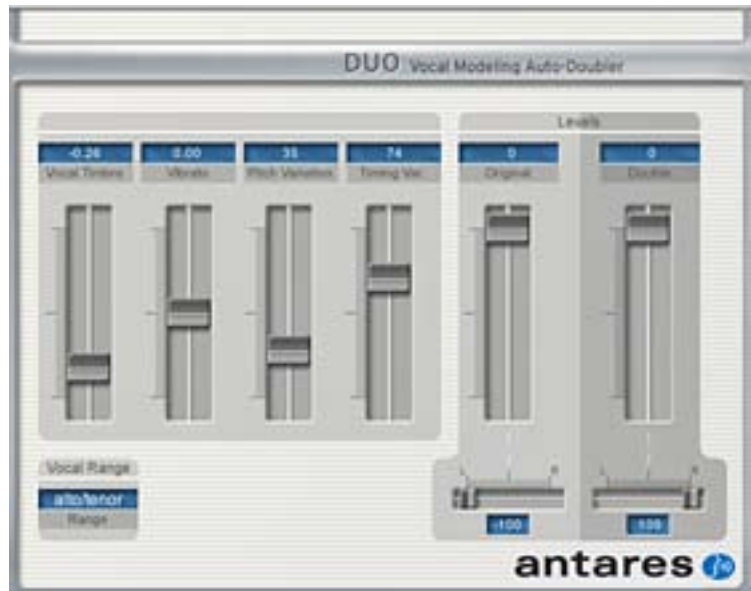 DUO Vocal Modeling Auto-Doubler
Levels
-0.26 0.00 35 74 0 0
Vocal Timbre Vibrato Pitch Variation Timing Var. Original Double
L R L R
Vocal Range
alto/tenor
Range
-100 100
antares